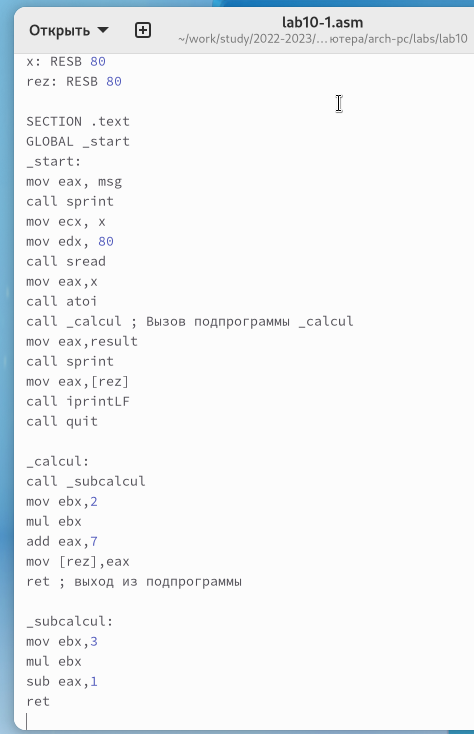 Открыть
lab10-1.asm
~/work/study/2022-2023/... ютера/arch-pc/labs/lab10
x: RESB 80
rez: RESB 80
SECTION .text
GLOBAL _start
_start:
mov eax, msg
call sprint
mov ecx, x
mov edx, 80
call sread
mov eax,x
call atoi
call _calcul ; Вызов подпрограммы _calcul
mov eax,result
call sprint
mov eax,[rez]
call iprintLF
call quit
_calcul:
call _subcalcul
mov ebx,2
mul ebx
add eax,7
mov [rez],eax
ret ; выход из подпрограммы
_subcalcul:
mov ebx,3
mul ebx
sub eax,1
ret